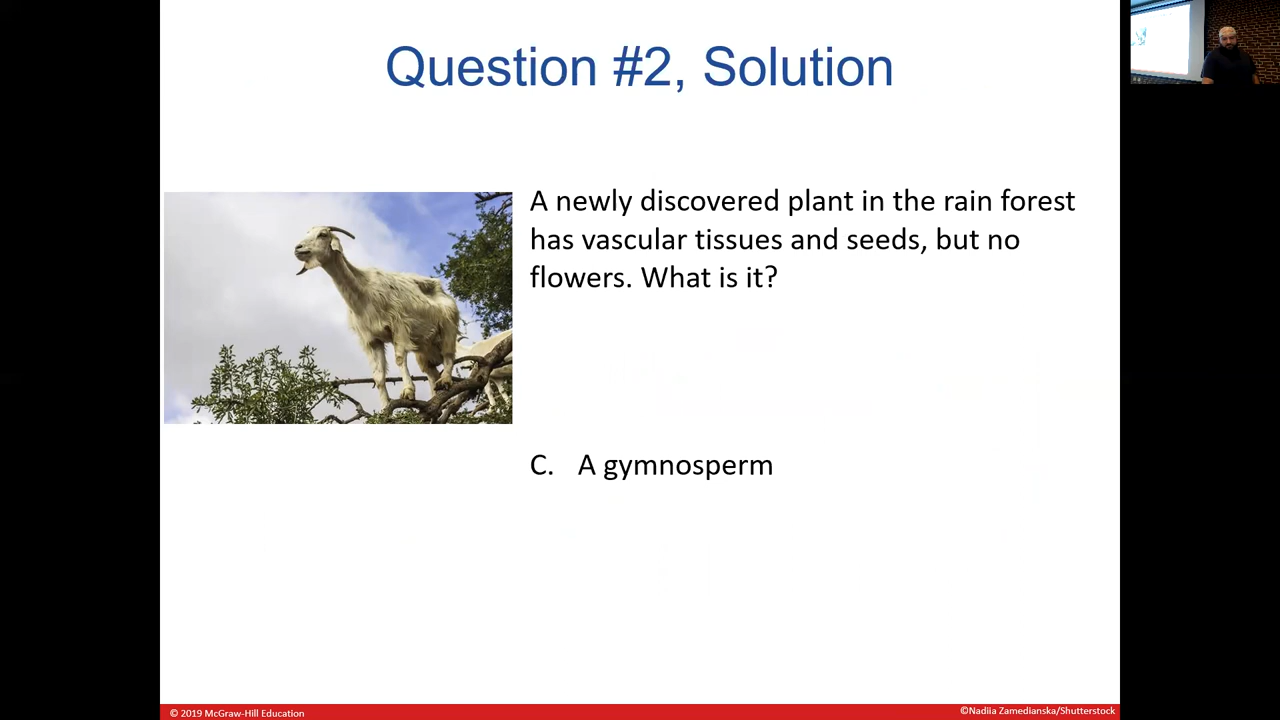 Question #2, Solution
A newly discovered plant in the rain forest
has vascular tissues and seeds, but no
flowers. What is it?
C. A gymnosperm
© 2019 McGraw-Hill Education
©Nadiia Zamedianska/Shutterstock